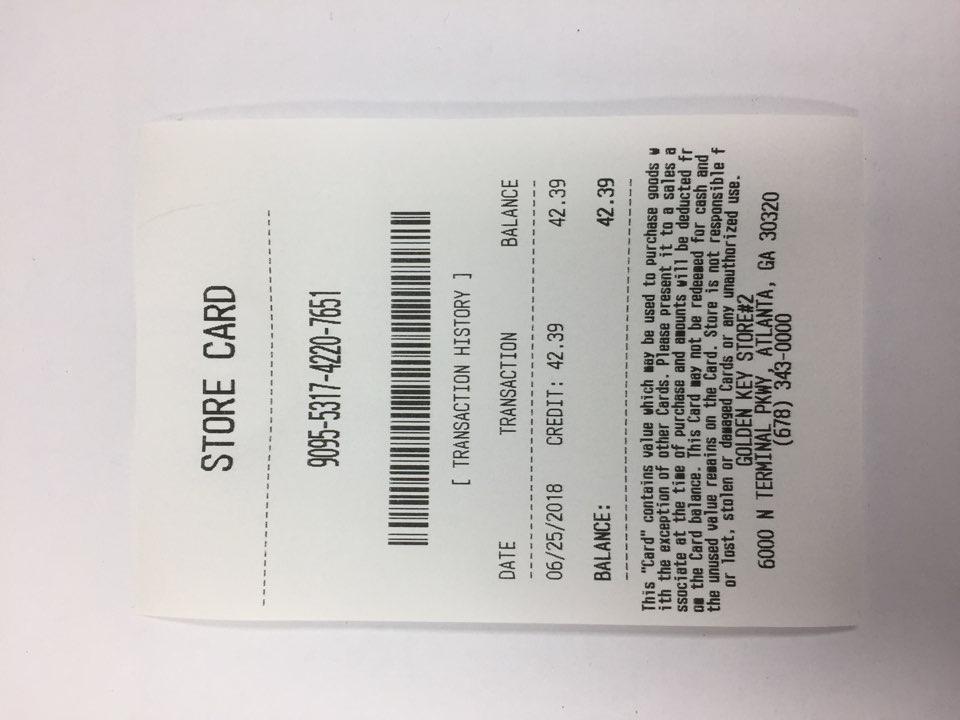 STORE CARD
9095-5317-4220-7651
[ TRANSACTION HISTORY ]
DATE TRANSACTION BALANCE
06/25/2018 CREDIT: 42.39 42.39
BALANCE: 42.39
This "Card" contains value which may be used to purchase goods w
ith the exception of other Cards. Please present it to a sales a
ssociate at the time of purchase and amounts will be deducted fr
om the Card balance. This Card may not be redeemed for cash and
the unused value remains on the Card. Store is not responsible f
or lost, stolen or damaged Cards or any unauthorized use.
GOLDEN KEY STORE#2
6000 N TERMINAL PKWY, ATLANTA, GA 30320
(678) 343-0000